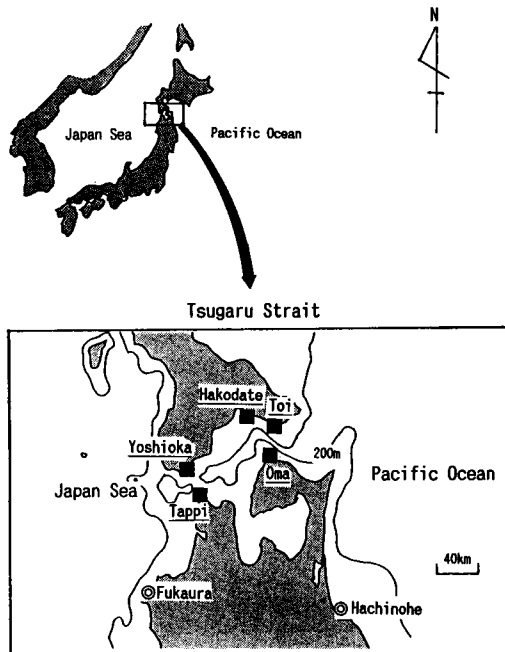 N
Japan Sea
Pacific Ocean
Tsugaru Strait
Hakodate
Toi
Yoshioka
200m
Oma
Pacific Ocean
Japan Sea
Tappi
40km
Fukaura
Hachinohe